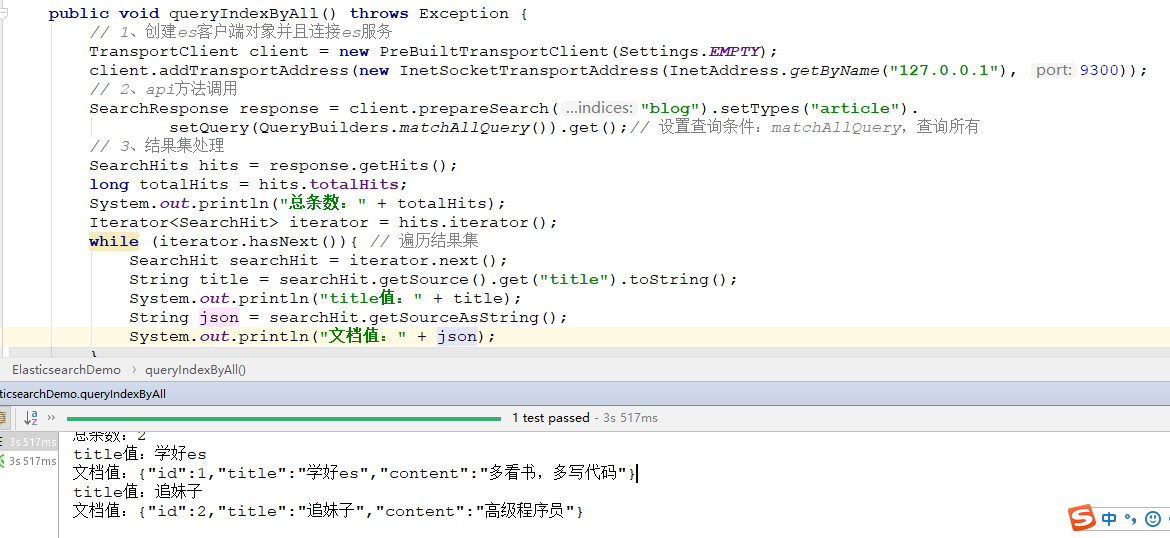 public void queryIndexByAll() throws Exception {
// 1、创建es客户端对象并且连接es服务
TransportClient client = new PreBuiltTransportClient(Settings.EMPTY);
client.addTransportAddress(new InetSocketTransportAddress(InetAddress.getByName("127.0.0.1"), port: 9300));
// 2、api方法调用
SearchResponse response = client.prepareSearch( ...indices: "blog").setTypes("article").
setQuery(QueryBuilders.matchAllQuery()).get();// 设置查询条件：matchAllQuery，查询所有
// 3、结果集处理
SearchHits hits = response.getHits();
long totalHits = hits.totalHits;
System.out.println("总条数：" + totalHits);
Iterator<SearchHit> iterator = hits.iterator();
while (iterator.hasNext()){ // 遍历结果集
SearchHit searchHit = iterator.next();
String title = searchHit.getSource().get("title").toString();
System.out.println("title值：" + title);
String json = searchHit.getSourceAsString();
System.out.println("文档值：" + json);
}
ElasticsearchDemo › queryIndexByAll()
ticsearchDemo.queryIndexByAll
1 test passed - 3s 517ms
总条数：2
3s 517ms title值：学好es
3s 517ms 文档值：{"id":1,"title":"学好es","content":"多看书，多写代码"}
title值：追妹子
文档值：{"id":2,"title":"追妹子","content":"高级程序员"}
S 中